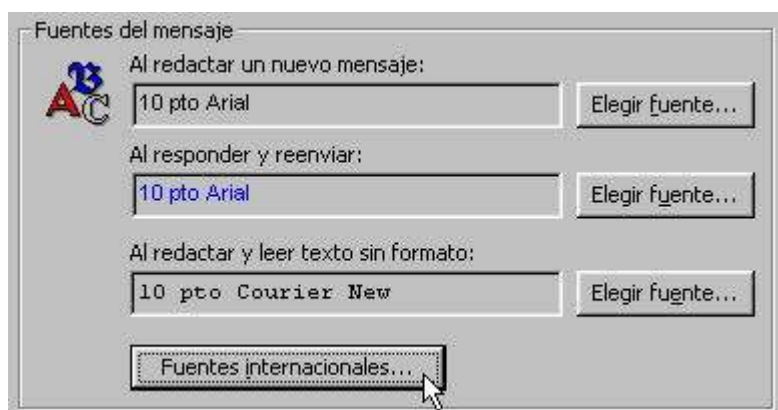 Fuentes del mensaje
Al redactar un nuevo mensaje:
10 pto Arial
Elegir fuente...
Al responder y reenviar:
10 pto Arial
Elegir fuente...
Al redactar y leer texto sin formato:
10 pto Courier New
Elegir fuente...
Fuentes internacionales...